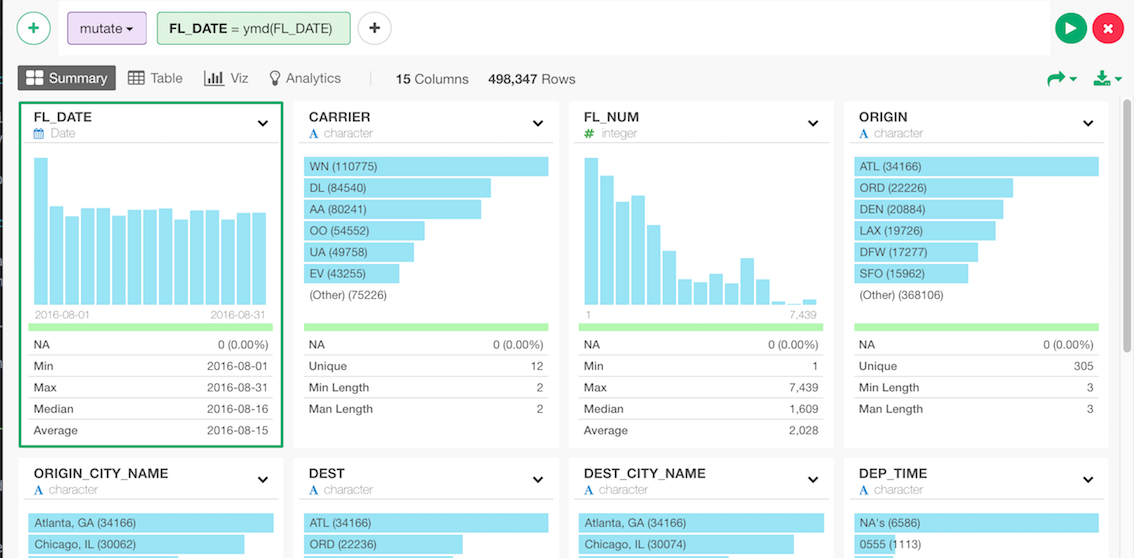 + mutate FL_DATE = ymd(FL_DATE) +
Summary Table Viz Analytics 15 Columns 498,347 Rows
FL_DATE
Date
2016-08-01 2016-08-31
NA 0 (0.00%)
Min 2016-08-01
Max 2016-08-31
Median 2016-08-16
Average 2016-08-15
CARRIER
A character
WN (110775)
DL (84540)
AA (80241)
OO (54552)
UA (49758)
EV (43255)
(Other) (75226)
NA 0 (0.00%)
Unique 12
Min Length 2
Man Length 2
FL_NUM
# integer
1 7,439
NA 0 (0.00%)
Min 1
Max 7,439
Median 1,609
Average 2,028
ORIGIN
A character
ATL (34166)
ORD (22226)
DEN (20884)
LAX (19726)
DFW (17277)
SFO (15962)
(Other) (368106)
NA 0 (0.00%)
Unique 305
Min Length 3
Man Length 3
ORIGIN_CITY_NAME
A character
Atlanta, GA (34166)
Chicago, IL (30062)
DEST
A character
ATL (34166)
ORD (22236)
DEST_CITY_NAME
A character
Atlanta, GA (34166)
Chicago, IL (30074)
DEP_TIME
A character
NA's (6586)
0555 (1113)